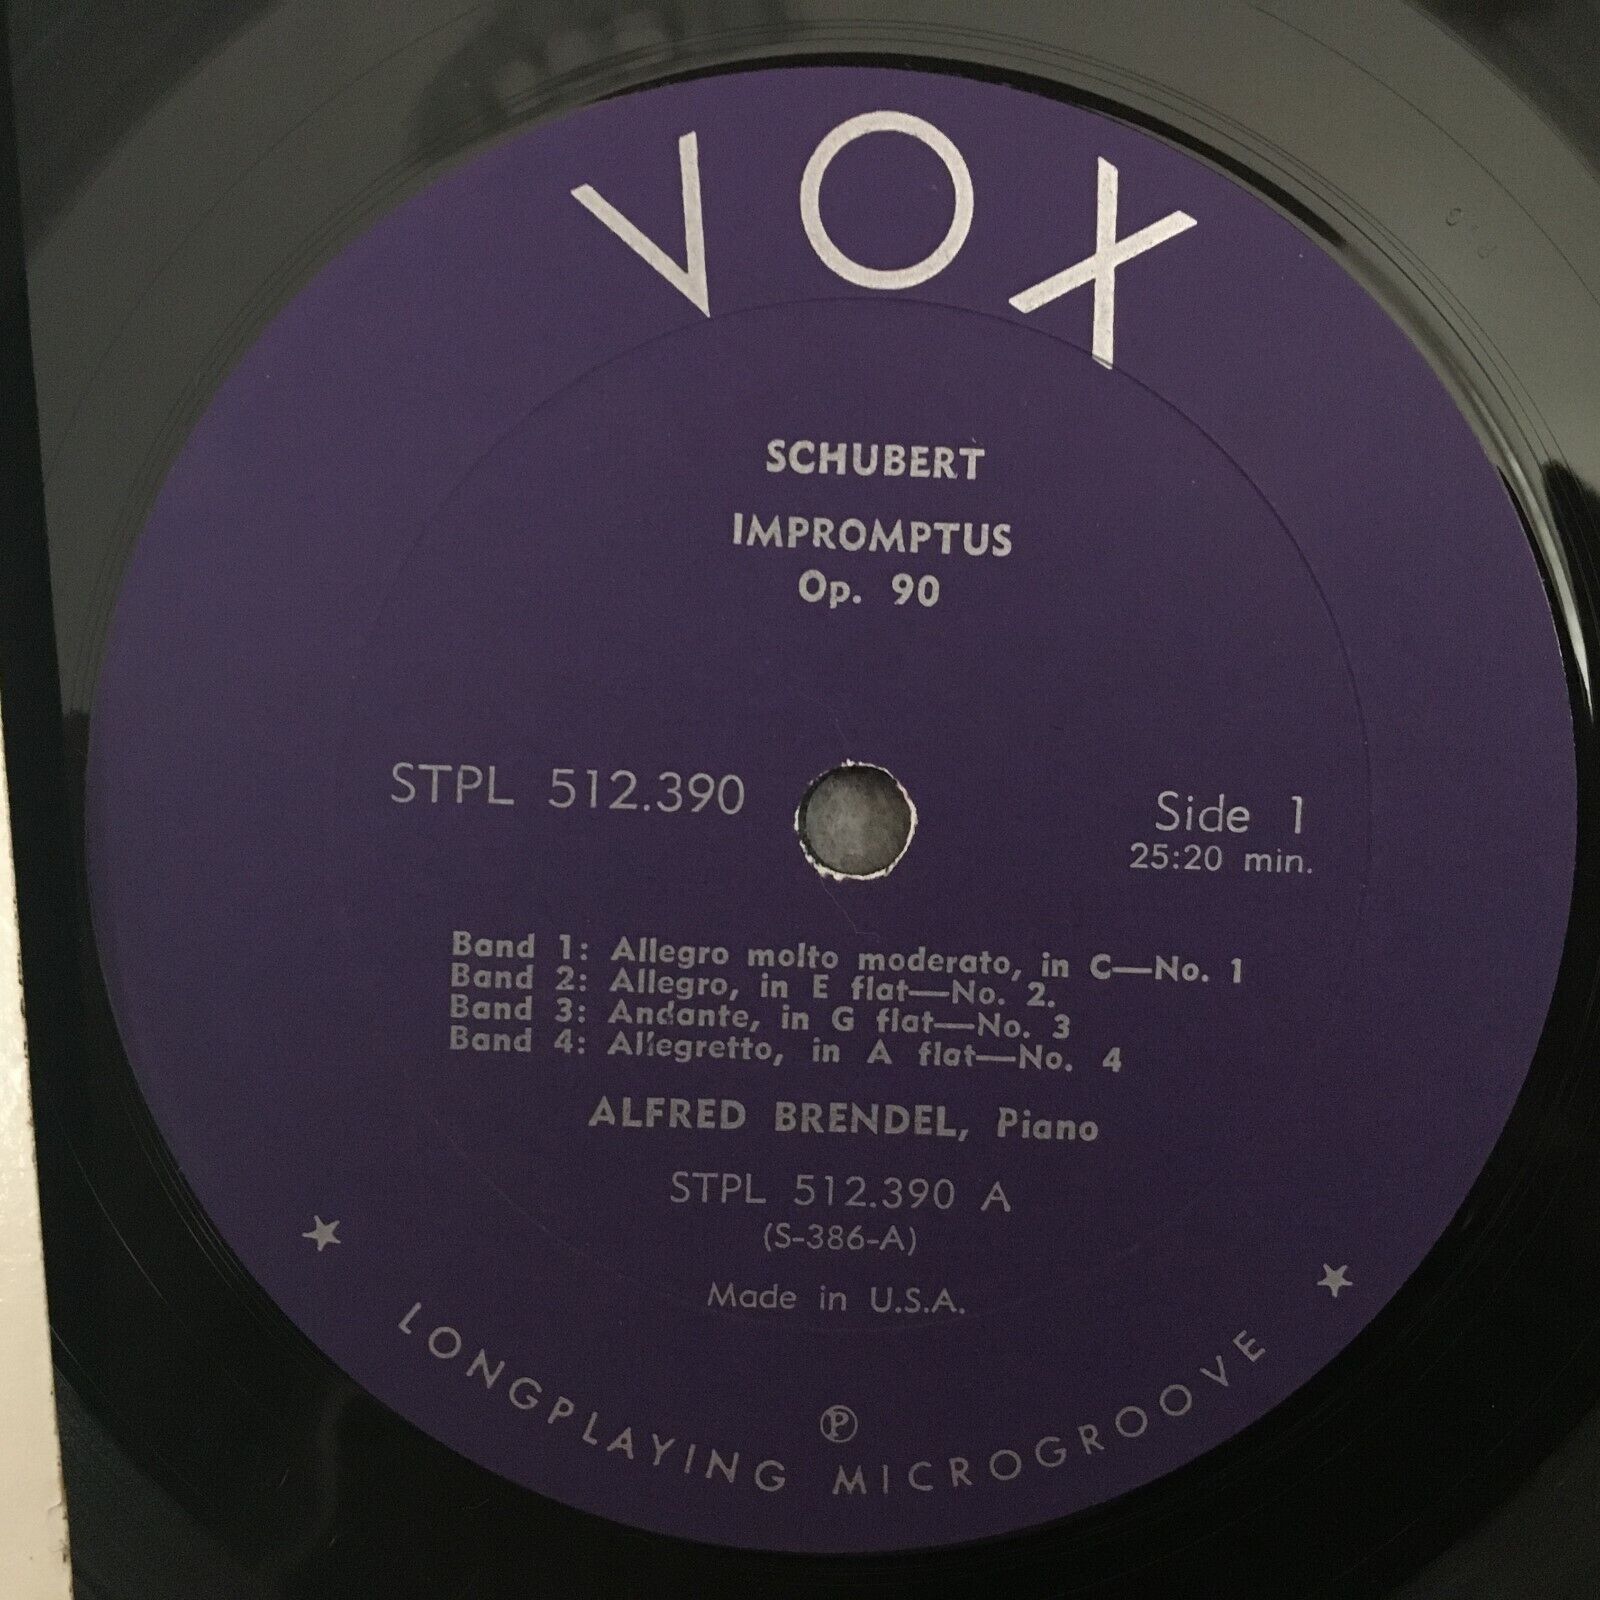 VOX
SCHUBERT
IMPROMPTUS
Op. 90
STPL 512.390
Side 1
25:20 min.
Band 1: Allegro molto moderato, in C—No. 1
Band 2: Allegro, in E flat—No. 2.
Band 3: Andante, in G flat—No. 3
Band 4: Allegretto, in A flat—No. 4
ALFRED BRENDEL, Piano
STPL 512.390 A
(S-386-A)
Made in U.S.A.
℗
★ LONGPLAYING MICROGROOVE ★